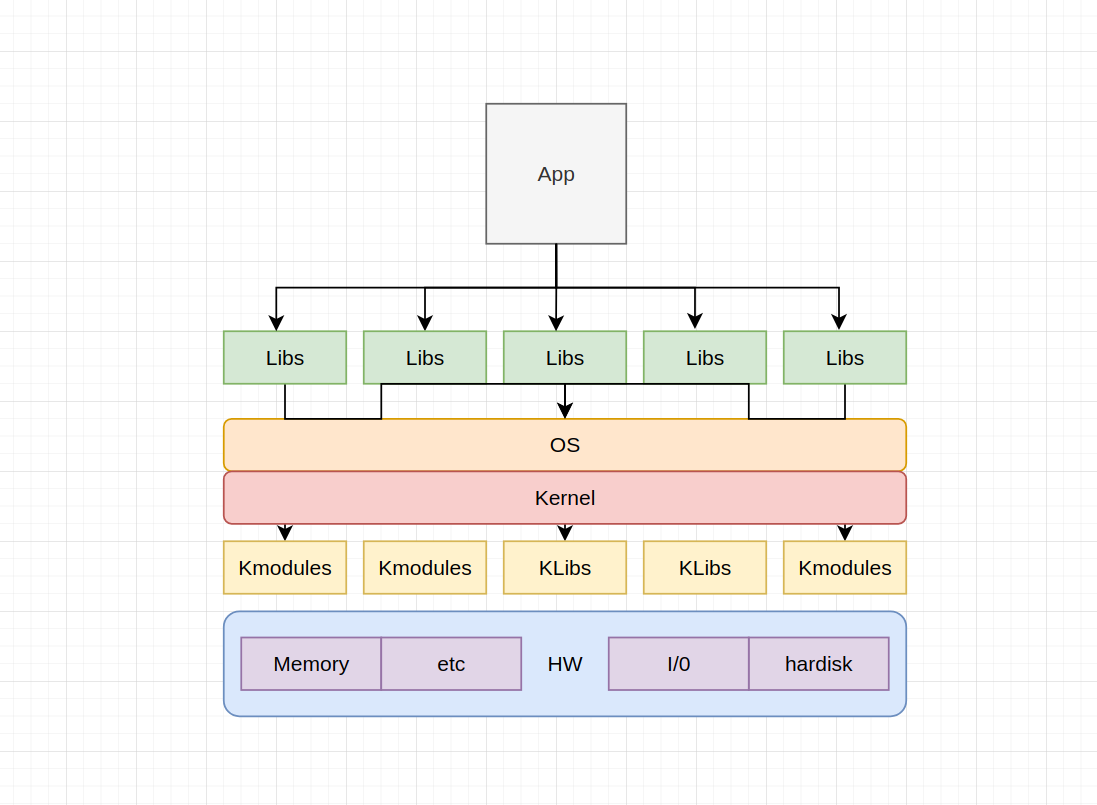 App
Libs
Libs
Libs
Libs
Libs
OS
Kernel
Kmodules
Kmodules
KLibs
KLibs
Kmodules
Memory
etc
HW
I/0
hardisk